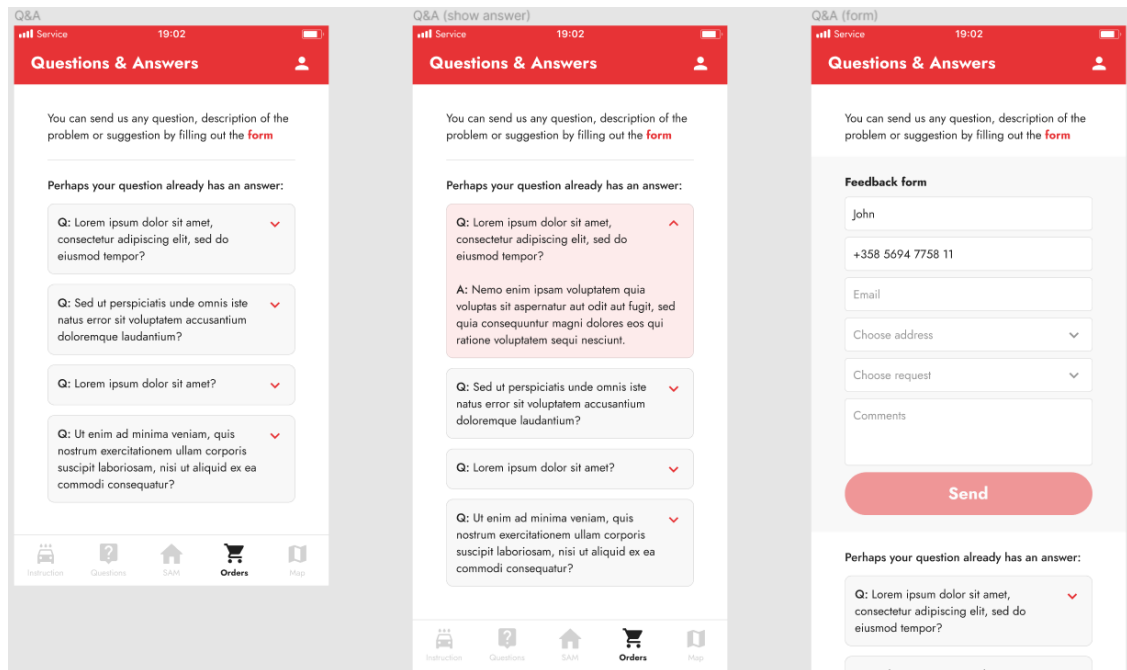 Q&A
Service 19:02
Questions & Answers
You can send us any question, description of the
problem or suggestion by filling out the form
Perhaps your question already has an answer:
Q: Lorem ipsum dolor sit amet,
consectetur adipiscing elit, sed do
eiusmod tempor?
Q: Sed ut perspiciatis unde omnis iste
natus error sit voluptatem accusantium
doloremque laudantium?
Q: Lorem ipsum dolor sit amet?
Q: Ut enim ad minima veniam, quis
nostrum exercitationem ullam corporis
suscipit laboriosam, nisi ut aliquid ex ea
commodi consequatur?
Instruction Questions SAM Orders Map
Q&A (show answer)
Service 19:02
Questions & Answers
You can send us any question, description of the
problem or suggestion by filling out the form
Perhaps your question already has an answer:
Q: Lorem ipsum dolor sit amet,
consectetur adipiscing elit, sed do
eiusmod tempor?
A: Nemo enim ipsam voluptatem quia
voluptas sit aspernatur aut odit aut fugit, sed
quia consequuntur magni dolores eos qui
ratione voluptatem sequi nesciunt.
Q: Sed ut perspiciatis unde omnis iste
natus error sit voluptatem accusantium
doloremque laudantium?
Q: Lorem ipsum dolor sit amet?
Q: Ut enim ad minima veniam, quis
nostrum exercitationem ullam corporis
suscipit laboriosam, nisi ut aliquid ex ea
commodi consequatur?
Instruction Questions SAM Orders Map
Q&A (form)
Service 19:02
Questions & Answers
You can send us any question, description of the
problem or suggestion by filling out the form
Feedback form
John
+358 5694 7758 11
Email
Choose address
Choose request
Comments
Send
Perhaps your question already has an answer:
Q: Lorem ipsum dolor sit amet,
consectetur adipiscing elit, sed do
eiusmod tempor?